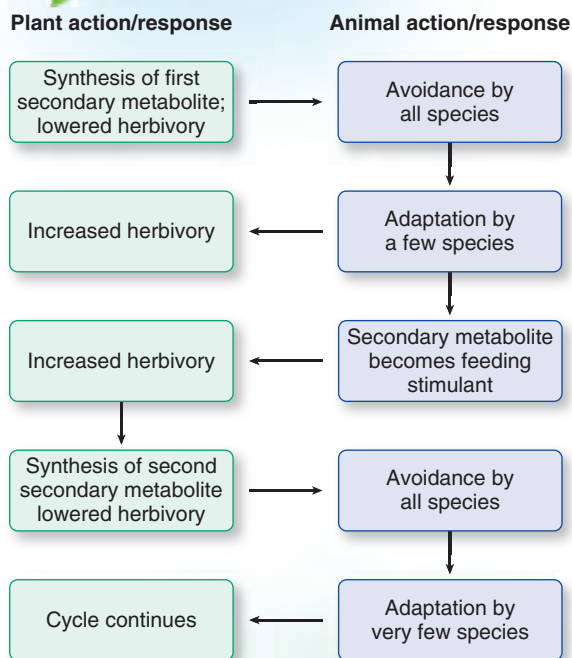 Plant action/response
Animal action/response
Synthesis of first
secondary metabolite;
lowered herbivory
Avoidance by
all species
Increased herbivory
Adaptation by
a few species
Increased herbivory
Secondary metabolite
becomes feeding
stimulant
Synthesis of second
secondary metabolite
lowered herbivory
Avoidance by
all species
Cycle continues
Adaptation by
very few species